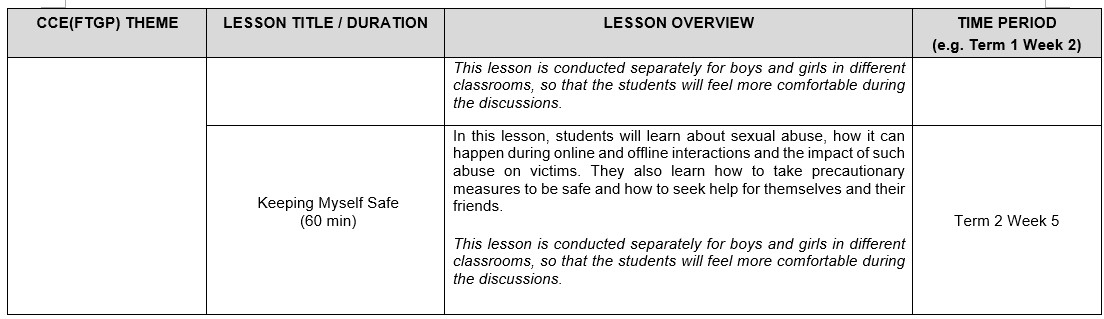 CCE(FTGP) THEME
LESSON TITLE / DURATION
LESSON OVERVIEW
TIME PERIOD
(e.g. Term 1 Week 2)
This lesson is conducted separately for boys and girls in different
classrooms, so that the students will feel more comfortable during
the discussions.
Keeping Myself Safe
(60 min)
In this lesson, students will learn about sexual abuse, how it can
happen during online and offline interactions and the impact of such
abuse on victims. They also learn how to take precautionary
measures to be safe and how to seek help for themselves and their
friends.
This lesson is conducted separately for boys and girls in different
classrooms, so that the students will feel more comfortable during
the discussions.
Term 2 Week 5